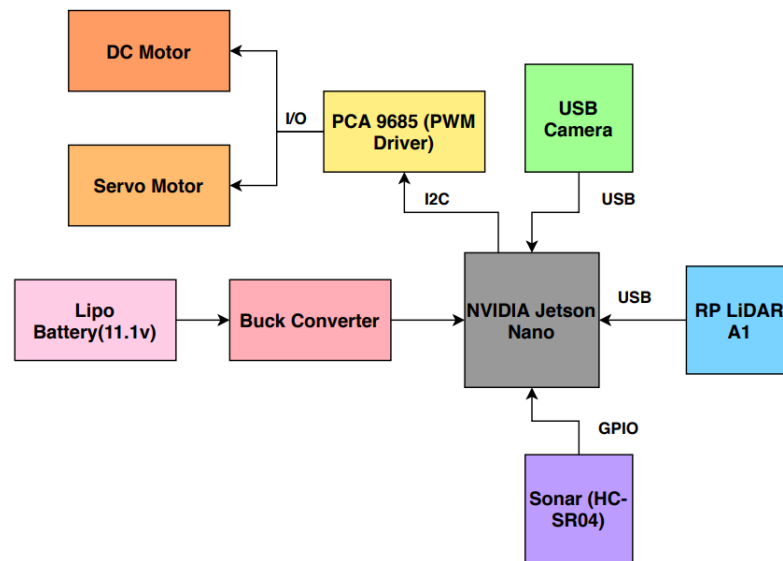 DC Motor
I/O
PCA 9685 (PWM
Driver)
USB
Camera
Servo Motor
I2C
USB
Lipo
Battery(11.1v)
Buck Converter
NVIDIA Jetson
Nano
USB
RP LiDAR
A1
GPIO
Sonar (HC-
SR04)